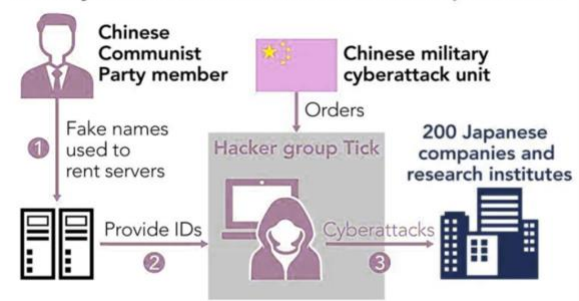 Chinese
Communist
Party member
Chinese military
cyberattack unit
Orders
1
Fake names
used to
rent servers
Hacker group Tick
200 Japanese
companies and
research institutes
Provide IDs
2
Cyberattacks
3